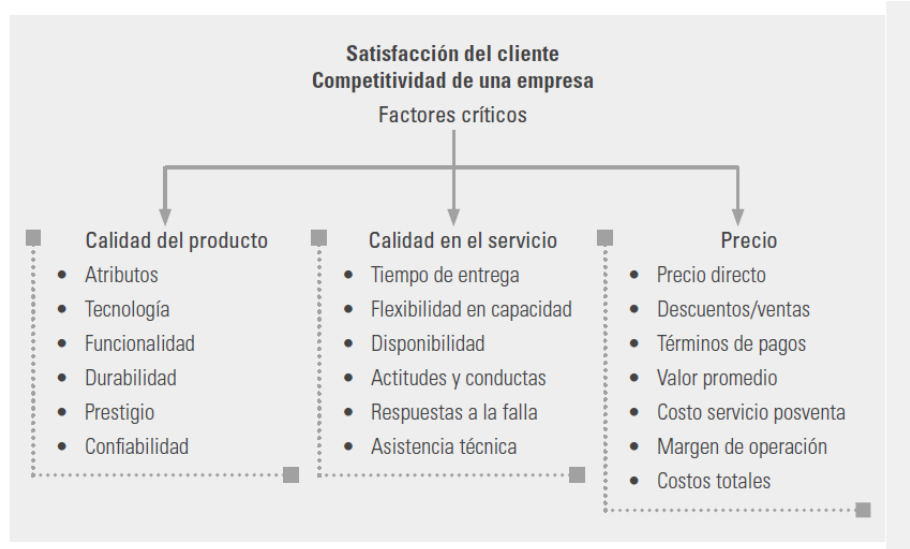 Satisfacción del cliente
Competitividad de una empresa
Factores críticos
Calidad del producto
• Atributos
• Tecnología
• Funcionalidad
• Durabilidad
• Prestigio
• Confiabilidad
Calidad en el servicio
• Tiempo de entrega
• Flexibilidad en capacidad
• Disponibilidad
• Actitudes y conductas
• Respuestas a la falla
• Asistencia técnica
Precio
• Precio directo
• Descuentos/ventas
• Términos de pagos
• Valor promedio
• Costo servicio posventa
• Margen de operación
• Costos totales